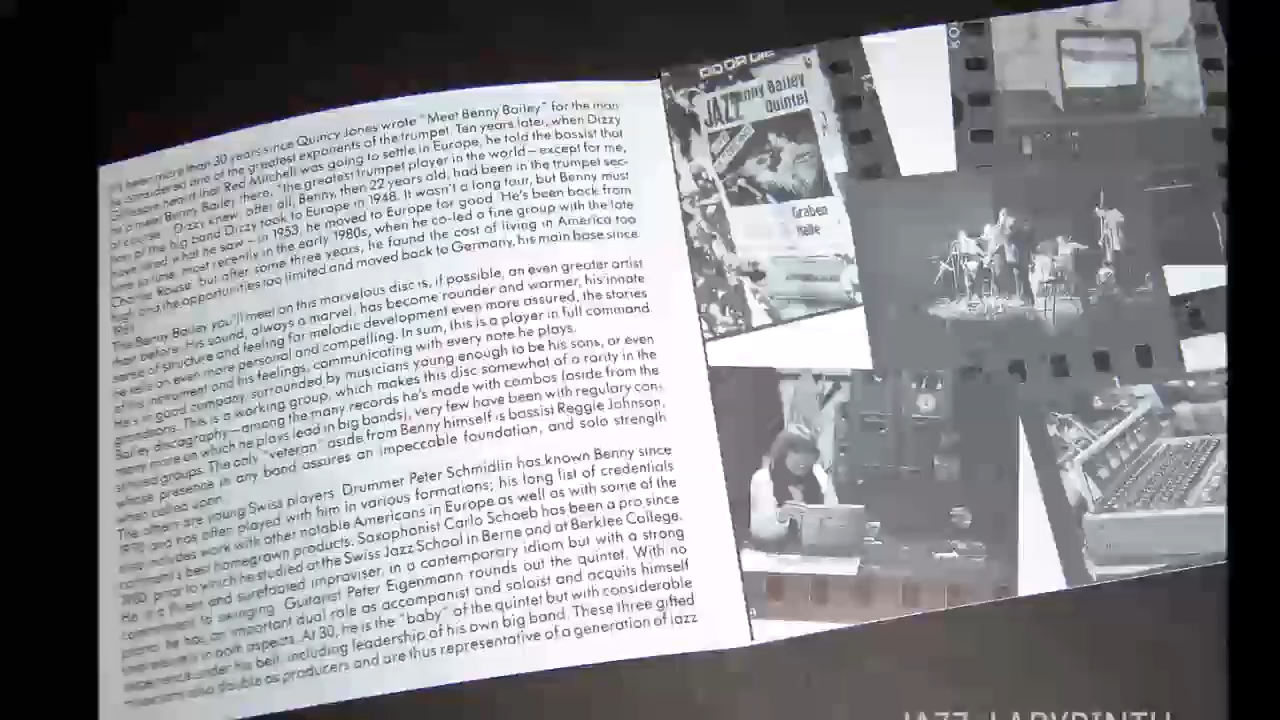 It's been more than 30 years since Quincy Jones wrote "Meet Benny Bailey" for the man
he considered one of the greatest exponents of the trumpet. Ten years later, when Dizzy
Gillespie heard that Red Mitchell was going to settle in Europe, he told the bassist that
he'd meet Benny Bailey there, "the greatest trumpet player in the world – except for me,
of course." Dizzy knew, after all, Benny, then 22 years old, had been in the trumpet sec-
tion of the big band Dizzy took to Europe in 1948. It wasn't a long tour, but Benny must
have liked what he saw – in 1953, he moved to Europe for good. He's been back from
time to time, most recently in the early 1980s, when he co-led a fine group with the late
Charlie Rouse, but after some three years, he found the cost of living in America too
high and the opportunities too limited and moved back to Germany, his main base since
The Benny Bailey you'll meet on this marvelous disc is, if possible, an even greater artist
than before. His sound, always a marvel, has become rounder and warmer, his innate
sense of structure and feeling for melodic development even more assured, the stories
he tells an even more personal and compelling. In sum, this is a player in full command
of his instrument and his feelings, communicating with every note he plays.
He's in good company, surrounded by musicians young enough to be his sons, or even
grandsons. This is a working group, which makes this disc somewhat of a rarity in the
Bailey discography – among the many records he's made with combos (aside from the
many more on which he plays lead in big bands), very few have been with regulary con-
stituted groups. The only "veteran" aside from Benny himself is bassist Reggie Johnson,
whose presence in any band assures an impeccable foundation, and solo strength
when called upon.
The others are young Swiss players. Drummer Peter Schmidlin has known Benny since
1970 and has often played with him in various formations; his long list of credentials
includes work with other notable Americans in Europe as well as with some of the
continent's best homegrown products. Saxophonist Carlo Schoeb has been a pro since
1980 prior to which he studied at the Swiss Jazz School in Berne and at Berklee College.
He is a fluent and surefooted improviser, in a contemporary idiom but with a strong
commitment to swinging. Guitarist Peter Eigenmann rounds out the quintet. With no
piano, he has an important dual role as accompanist and soloist and acquits himself
impressively in both aspects. At 30, he is the "baby" of the quintet but with considerable
experience under his belt, including leadership of his own big band. These three gifted
musicians also double as producers and are thus representative of a generation of jazz
JAZZ
Benny Bailey
Quintet
Graben
Halle
JAZZ LABYRINTH